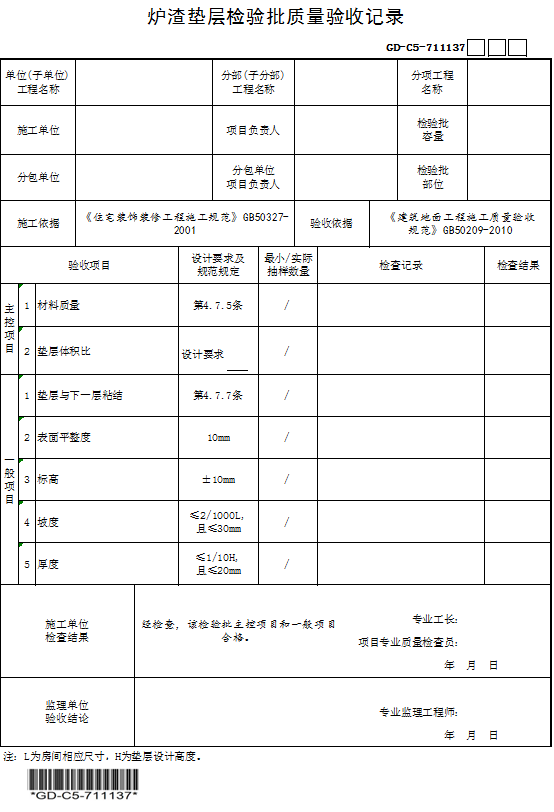 炉渣垫层检验批质量验收记录
GD-C5-711137
单位(子单位)
工程名称
分部(子分部)
工程名称
分项工程
名称
施工单位
项目负责人
检验批
容量
分包单位
分包单位
项目负责人
检验批
部位
施工依据
《住宅装饰装修工程施工规范》GB50327-
2001
验收依据
《建筑地面工程施工质量验收
规范》GB50209-2010
验收项目
设计要求及
规范规定
最小/实际
抽样数量
检查记录
检查结果
主控项目
1 材料质量 第4.7.5条 /
2 垫层体积比 设计要求 /
一般项目
1 垫层与下一层粘结 第4.7.7条 /
2 表面平整度 10mm /
3 标高 ±10mm /
4 坡度 ≤2/1000L,
且≤30mm /
5 厚度 ≤1/10H,
且≤20mm /
施工单位
检查结果
经检查，该检验批主控项目和一般项目
合格。
专业工长:
项目专业质量检查员:
年 月 日
监理单位
验收结论
专业监理工程师:
年 月 日
注: L为房间相应尺寸，H为垫层设计高度。
*GD-C5-711137*